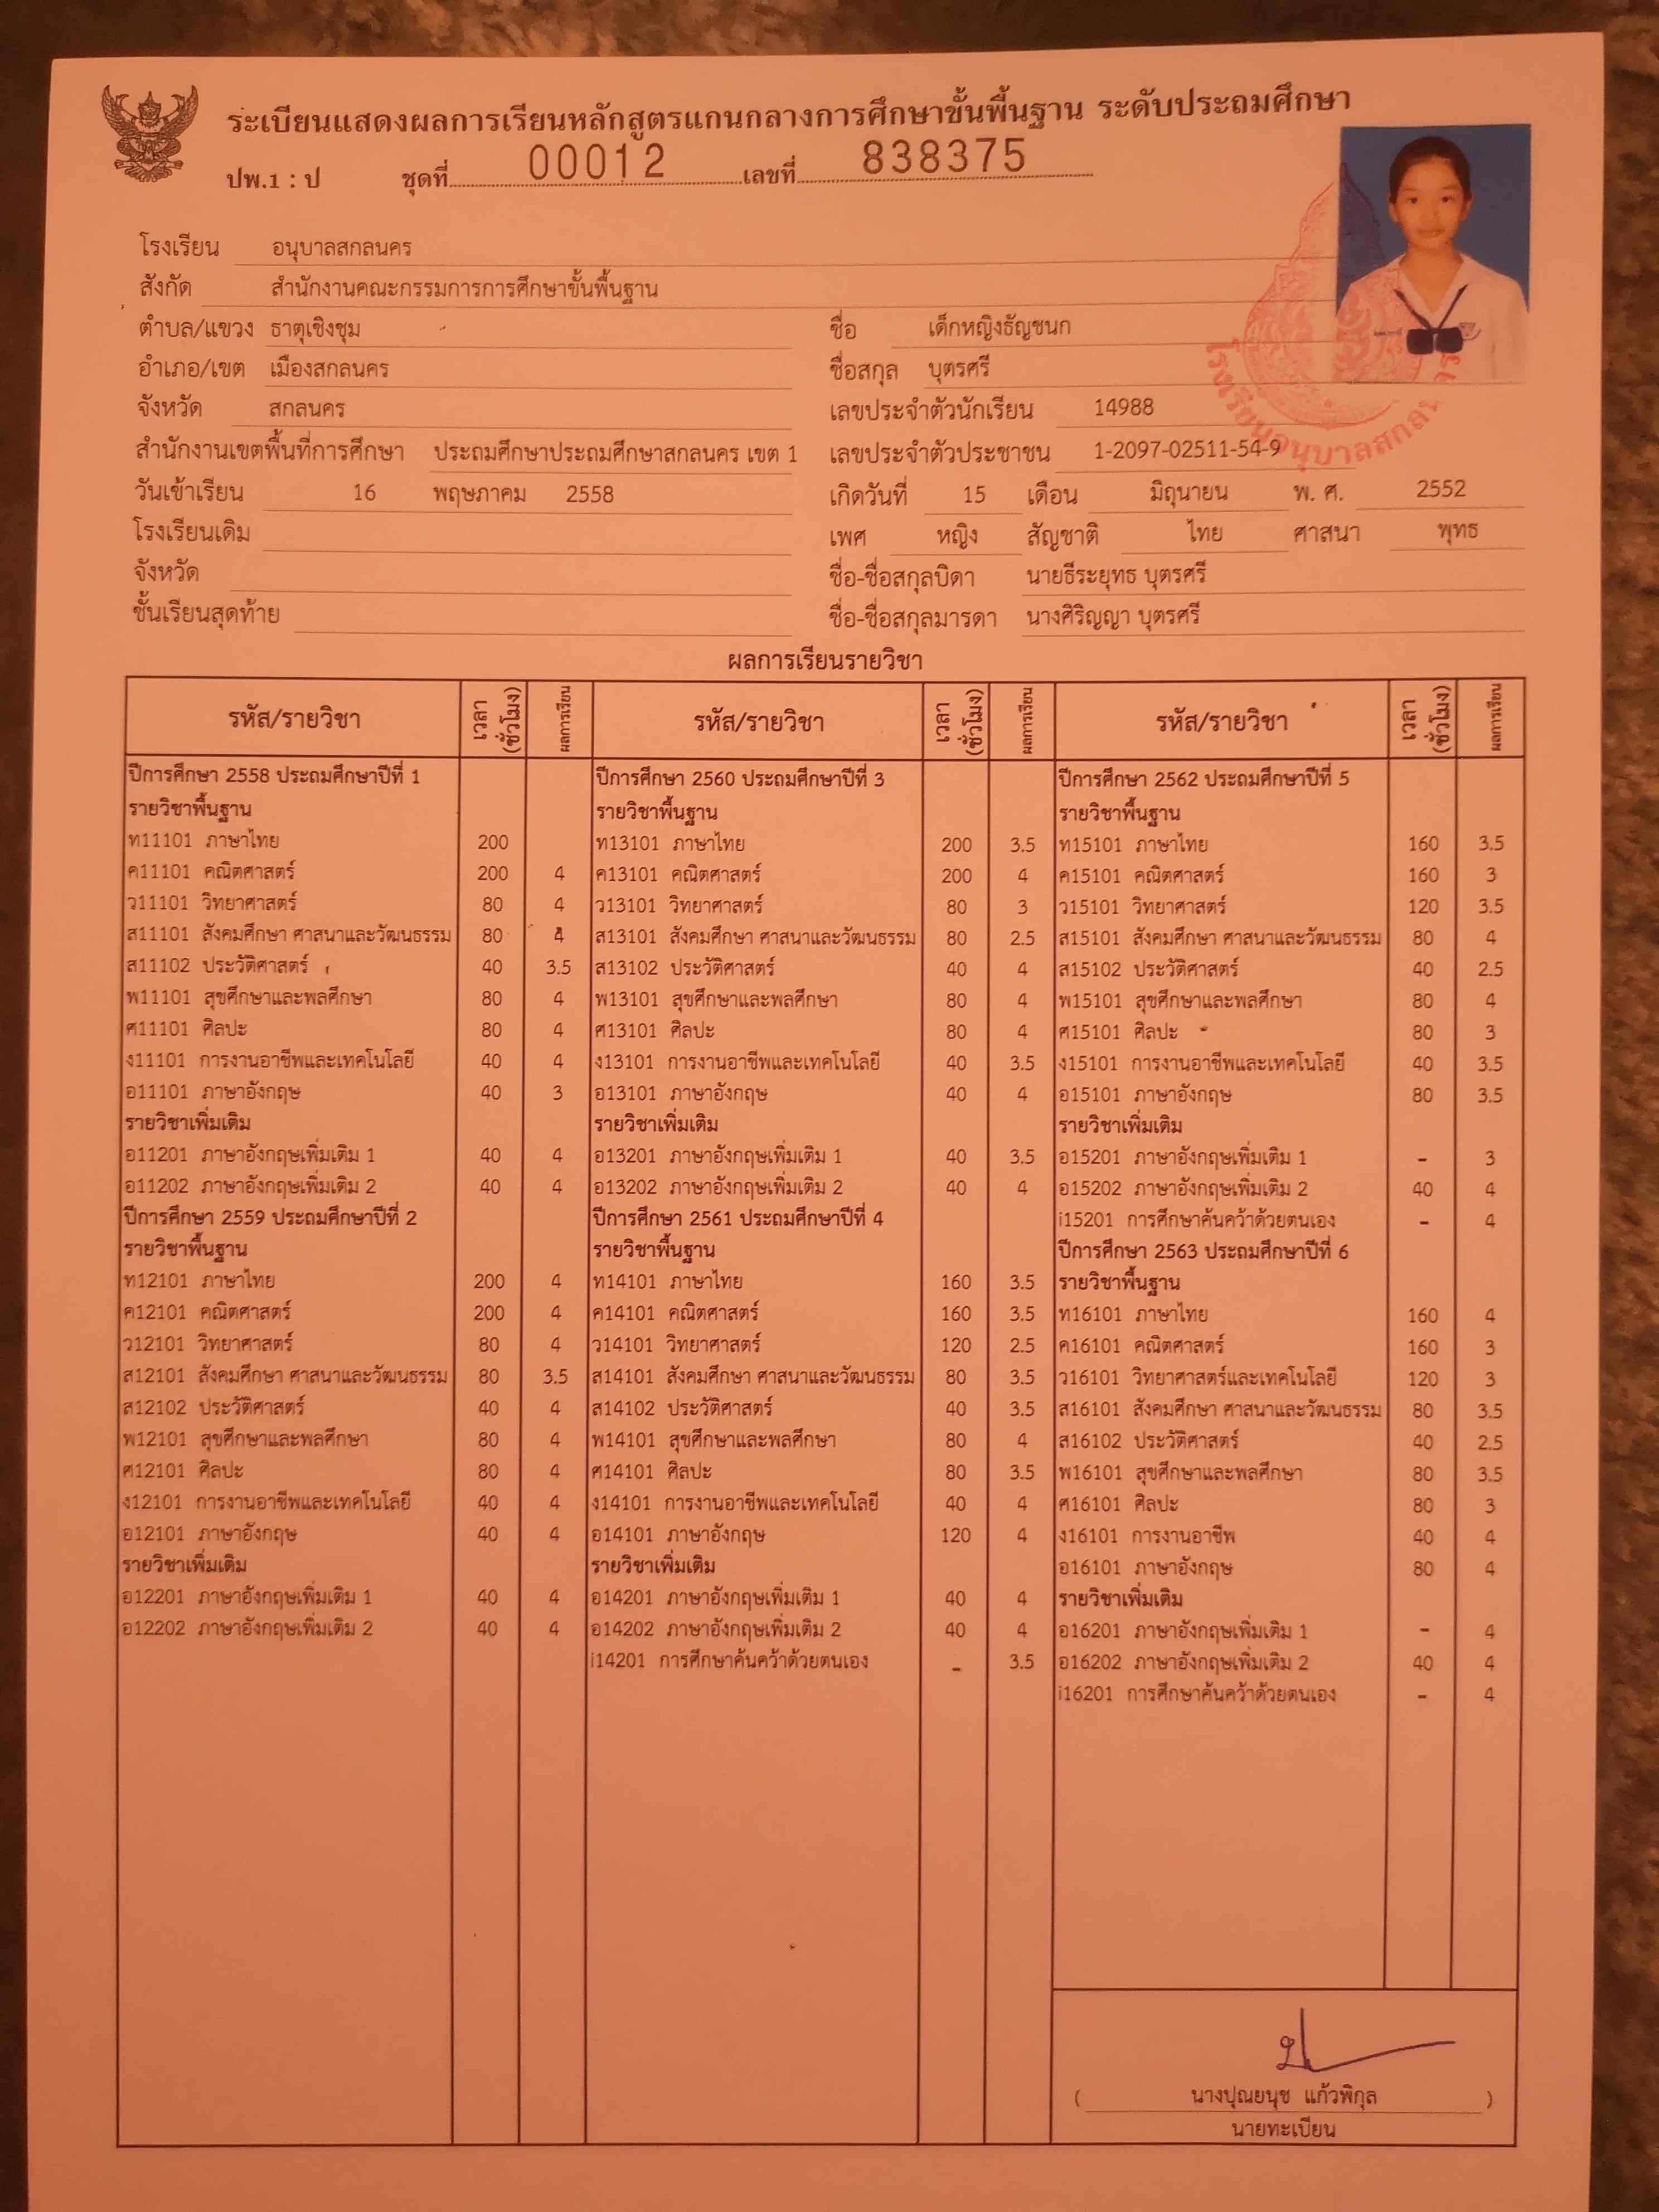 ระเบียนแสดงผลการเรียนหลักสูตรแกนกลางการศึกษาขั้นพื้นฐาน ระดับประถมศึกษา
ปพ.1 : ป ชุดที่ 00012 เลขที่ 838375
โรงเรียน อนุบาลสกลนคร
สังกัด สำนักงานคณะกรรมการการศึกษาขั้นพื้นฐาน
ตำบล/แขวง ธาตุเชิงชุม
อำเภอ/เขต เมืองสกลนคร
จังหวัด สกลนคร
สำนักงานเขตพื้นที่การศึกษา ประถมศึกษาประถมศึกษาสกลนคร เขต 1
วันเข้าเรียน 16 พฤษภาคม 2558
โรงเรียนเดิม
จังหวัด
ชั้นเรียนสุดท้าย
ชื่อ เด็กหญิงธัญชนก
ชื่อสกุล บุตรศรี
เลขประจำตัวนักเรียน 14988
เลขประจำตัวประชาชน 1-2097-02511-54-9
เกิดวันที่ 15 เดือน มิถุนายน พ. ศ. 2552
เพศ หญิง สัญชาติ ไทย ศาสนา พุทธ
ชื่อ-ชื่อสกุลบิดา นายธีระยุทธ บุตรศรี
ชื่อ-ชื่อสกุลมารดา นางศิริญญา บุตรศรี
โรงเรียนอนุบาลสกลนคร
ผลการเรียนรายวิชา
รหัส/รายวิชา เวลา (ชั่วโมง) ผลการเรียน
ปีการศึกษา 2558 ประถมศึกษาปีที่ 1
รายวิชาพื้นฐาน
ท11101 ภาษาไทย 200
ค11101 คณิตศาสตร์ 200 4
ว11101 วิทยาศาสตร์ 80 4
ส11101 สังคมศึกษา ศาสนาและวัฒนธรรม 80 4
ส11102 ประวัติศาสตร์ 40 3.5
พ11101 สุขศึกษาและพลศึกษา 80 4
ศ11101 ศิลปะ 80 4
ง11101 การงานอาชีพและเทคโนโลยี 40 4
อ11101 ภาษาอังกฤษ 40 3
รายวิชาเพิ่มเติม
อ11201 ภาษาอังกฤษเพิ่มเติม 1 40 4
อ11202 ภาษาอังกฤษเพิ่มเติม 2 40 4
ปีการศึกษา 2559 ประถมศึกษาปีที่ 2
รายวิชาพื้นฐาน
ท12101 ภาษาไทย 200 4
ค12101 คณิตศาสตร์ 200 4
ว12101 วิทยาศาสตร์ 80 4
ส12101 สังคมศึกษา ศาสนาและวัฒนธรรม 80 3.5
ส12102 ประวัติศาสตร์ 40 4
พ12101 สุขศึกษาและพลศึกษา 80 4
ศ12101 ศิลปะ 80 4
ง12101 การงานอาชีพและเทคโนโลยี 40 4
อ12101 ภาษาอังกฤษ 40 4
รายวิชาเพิ่มเติม
อ12201 ภาษาอังกฤษเพิ่มเติม 1 40 4
อ12202 ภาษาอังกฤษเพิ่มเติม 2 40 4
รหัส/รายวิชา เวลา (ชั่วโมง) ผลการเรียน
ปีการศึกษา 2560 ประถมศึกษาปีที่ 3
รายวิชาพื้นฐาน
ท13101 ภาษาไทย 200 3.5
ค13101 คณิตศาสตร์ 200 4
ว13101 วิทยาศาสตร์ 80 3
ส13101 สังคมศึกษา ศาสนาและวัฒนธรรม 80 2.5
ส13102 ประวัติศาสตร์ 40 4
พ13101 สุขศึกษาและพลศึกษา 80 4
ศ13101 ศิลปะ 80 4
ง13101 การงานอาชีพและเทคโนโลยี 40 3.5
อ13101 ภาษาอังกฤษ 40 4
รายวิชาเพิ่มเติม
อ13201 ภาษาอังกฤษเพิ่มเติม 1 40 3.5
อ13202 ภาษาอังกฤษเพิ่มเติม 2 40 4
ปีการศึกษา 2561 ประถมศึกษาปีที่ 4
รายวิชาพื้นฐาน
ท14101 ภาษาไทย 160 3.5
ค14101 คณิตศาสตร์ 160 3.5
ว14101 วิทยาศาสตร์ 120 2.5
ส14101 สังคมศึกษา ศาสนาและวัฒนธรรม 80 3.5
ส14102 ประวัติศาสตร์ 40 3.5
พ14101 สุขศึกษาและพลศึกษา 80 4
ศ14101 ศิลปะ 80 3.5
ง14101 การงานอาชีพและเทคโนโลยี 40 4
อ14101 ภาษาอังกฤษ 120 4
รายวิชาเพิ่มเติม
อ14201 ภาษาอังกฤษเพิ่มเติม 1 40 4
อ14202 ภาษาอังกฤษเพิ่มเติม 2 40 4
i14201 การศึกษาค้นคว้าด้วยตนเอง - 3.5
รหัส/รายวิชา เวลา (ชั่วโมง) ผลการเรียน
ปีการศึกษา 2562 ประถมศึกษาปีที่ 5
รายวิชาพื้นฐาน
ท15101 ภาษาไทย 160 3.5
ค15101 คณิตศาสตร์ 160 3
ว15101 วิทยาศาสตร์ 120 3.5
ส15101 สังคมศึกษา ศาสนาและวัฒนธรรม 80 4
ส15102 ประวัติศาสตร์ 40 2.5
พ15101 สุขศึกษาและพลศึกษา 80 4
ศ15101 ศิลปะ 80 3
ง15101 การงานอาชีพและเทคโนโลยี 40 3.5
อ15101 ภาษาอังกฤษ 80 3.5
รายวิชาเพิ่มเติม
อ15201 ภาษาอังกฤษเพิ่มเติม 1 - 3
อ15202 ภาษาอังกฤษเพิ่มเติม 2 40 4
i15201 การศึกษาค้นคว้าด้วยตนเอง - 4
ปีการศึกษา 2563 ประถมศึกษาปีที่ 6
รายวิชาพื้นฐาน
ท16101 ภาษาไทย 160 4
ค16101 คณิตศาสตร์ 160 3
ว16101 วิทยาศาสตร์และเทคโนโลยี 120 3
ส16101 สังคมศึกษา ศาสนาและวัฒนธรรม 80 3.5
ส16102 ประวัติศาสตร์ 40 2.5
พ16101 สุขศึกษาและพลศึกษา 80 3.5
ศ16101 ศิลปะ 80 3
ง16101 การงานอาชีพ 40 4
อ16101 ภาษาอังกฤษ 80 4
รายวิชาเพิ่มเติม
อ16201 ภาษาอังกฤษเพิ่มเติม 1 - 4
อ16202 ภาษาอังกฤษเพิ่มเติม 2 40 4
i16201 การศึกษาค้นคว้าด้วยตนเอง - 4
( นางปุณยนุช แก้วพิกุล )
นายทะเบียน